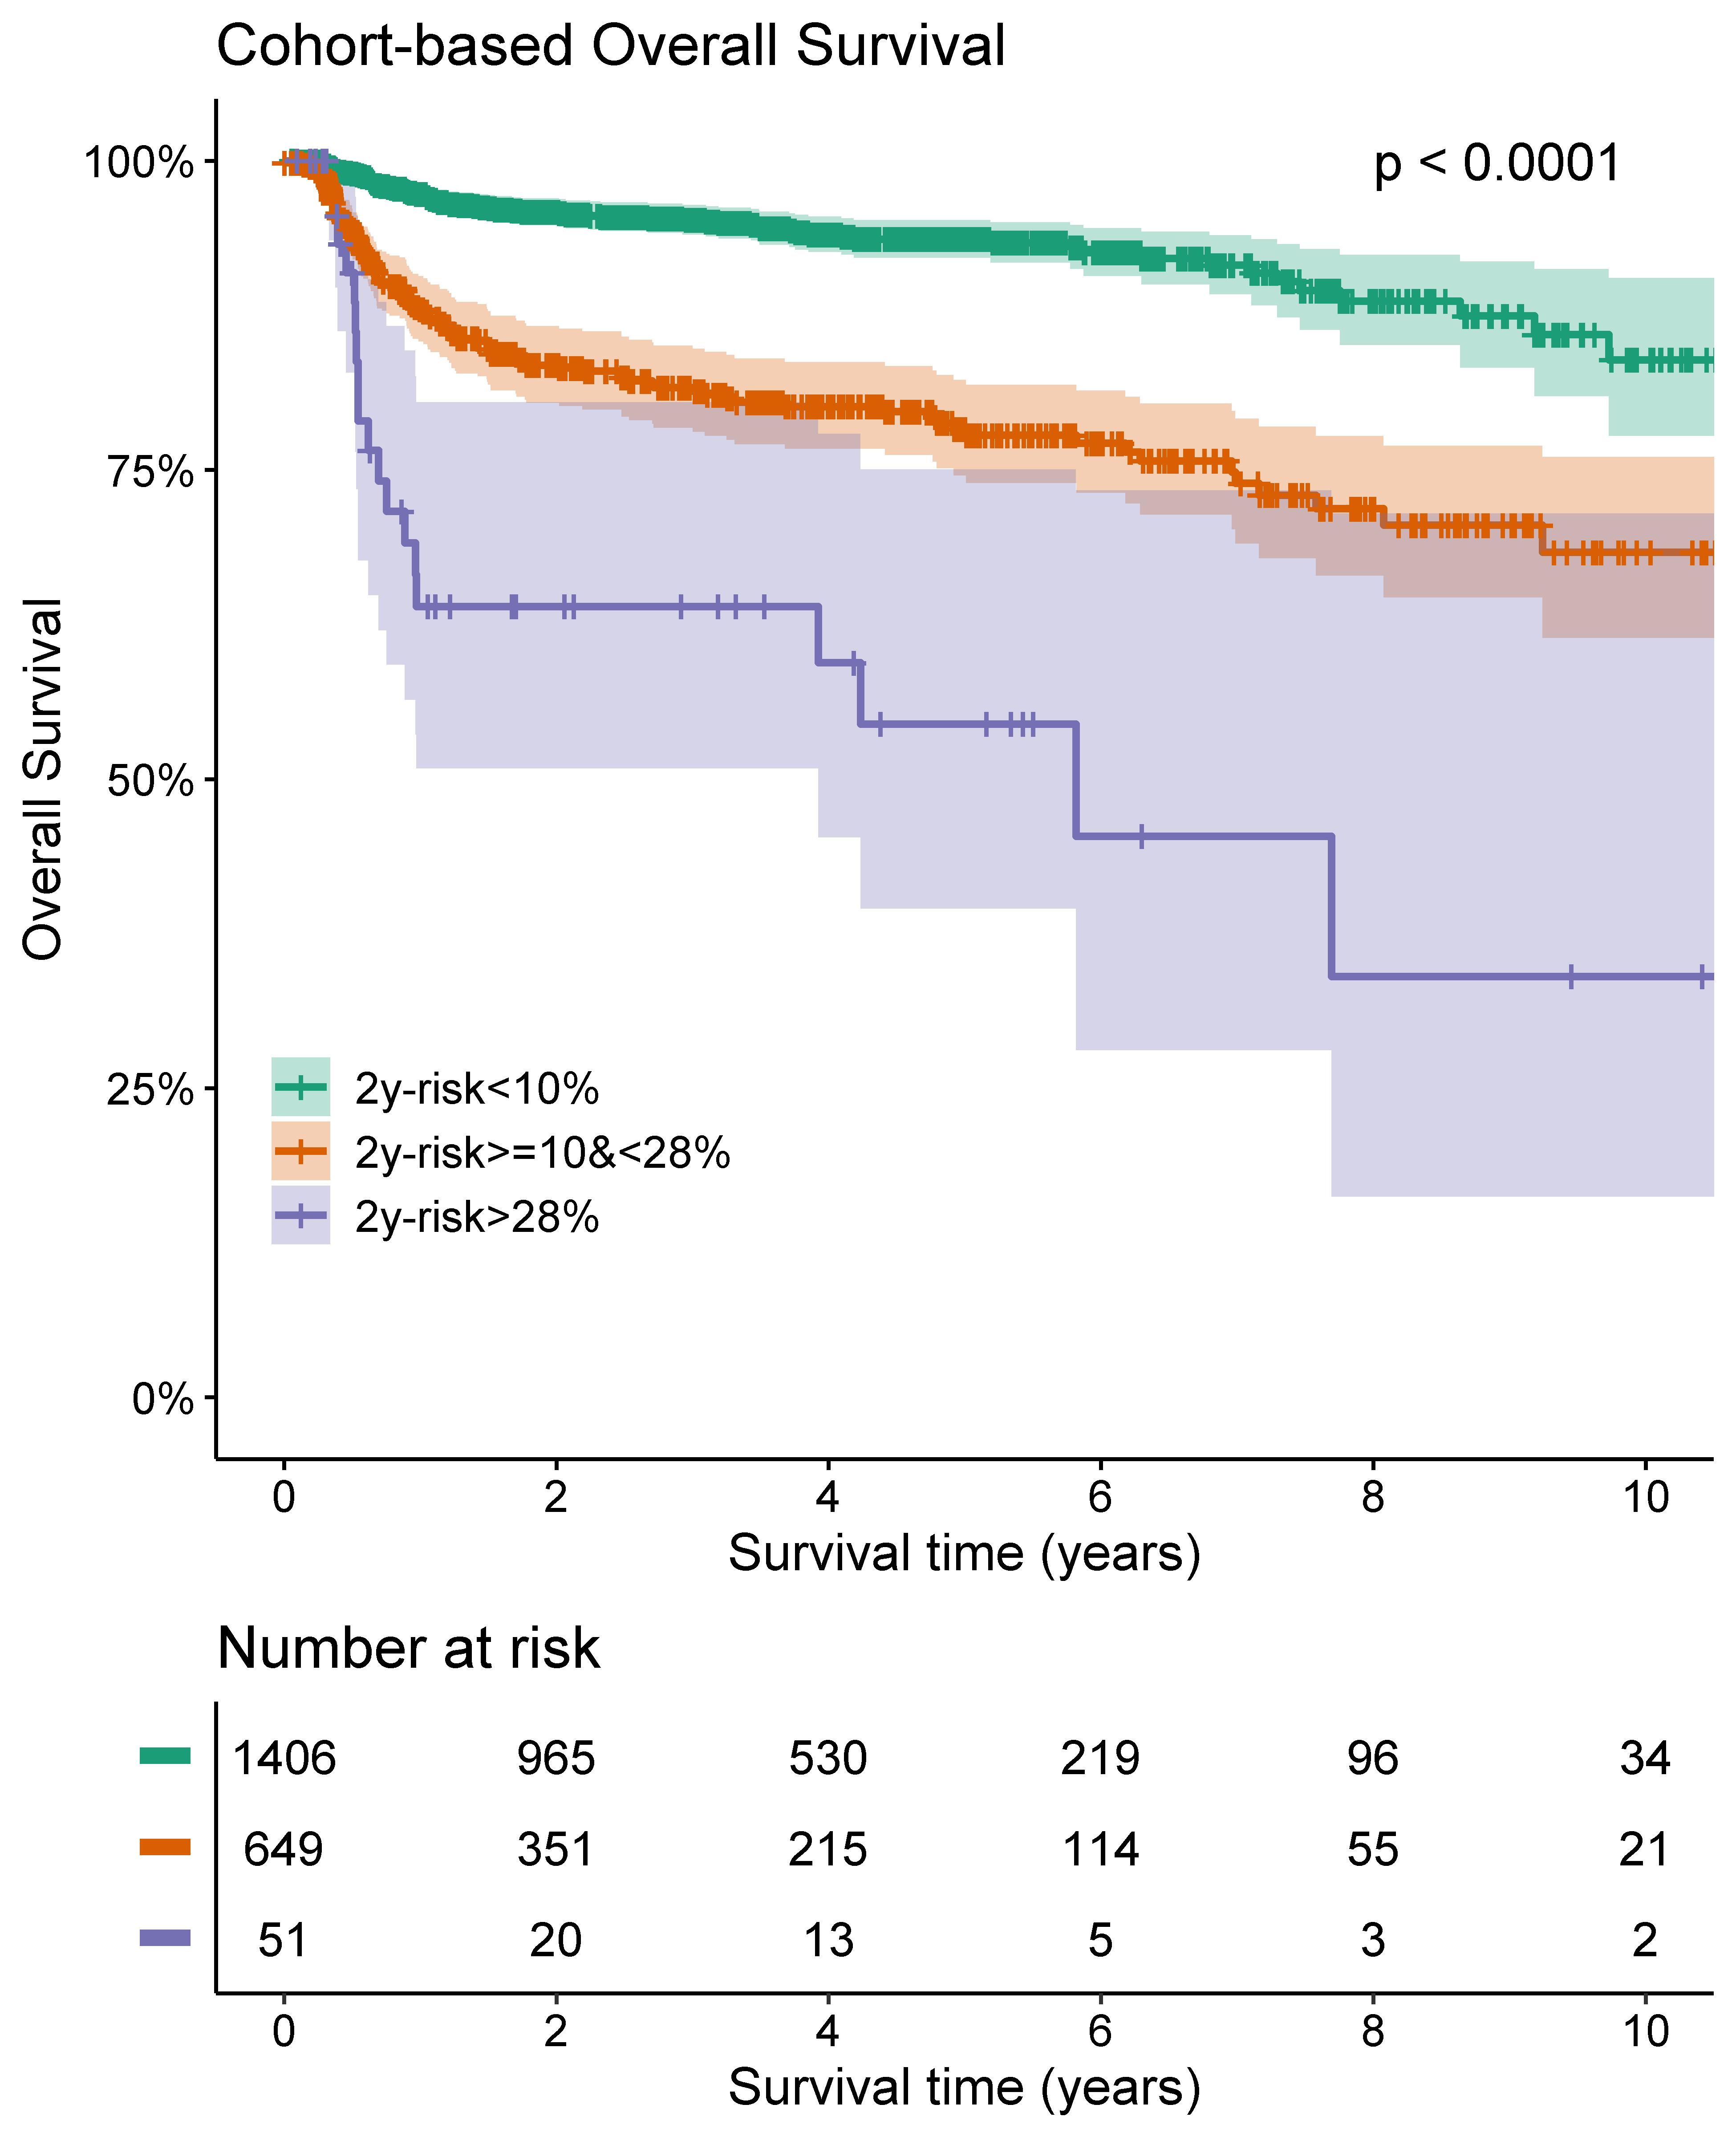 Cohort-based Overall Survival
p < 0.0001
100%
75%
50%
25%
0%
Overall Survival
2y-risk<10%
2y-risk>=10&<28%
2y-risk>28%
0 2 4 6 8 10
Survival time (years)
Number at risk
1406 965 530 219 96 34
649 351 215 114 55 21
51 20 13 5 3 2
0 2 4 6 8 10
Survival time (years)